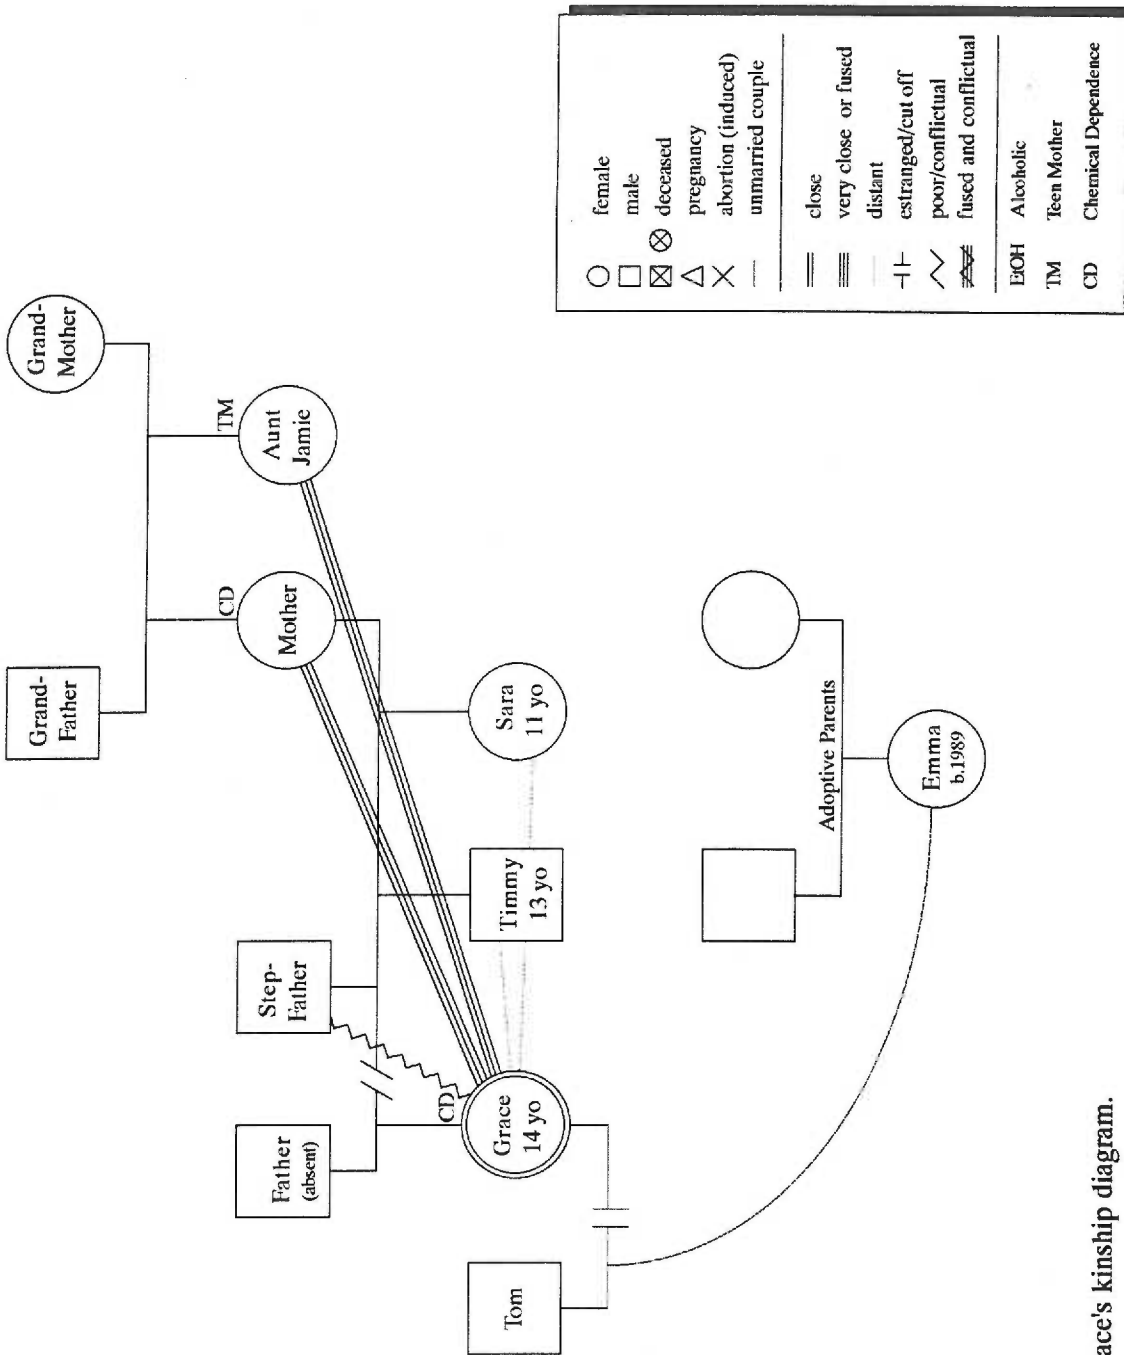 Grand-
Mother
Grand-
Father
TM
Aunt
Jamie
CD
Mother
Step-
Father
Father
(absent)
CD
Grace
14 yo
Timmy
13 yo
Sara
11 yo
Tom
Adoptive Parents
Emma
b.1989
female
male
deceased
pregnancy
abortion (induced)
unmarried couple
close
very close or fused
distant
estranged/cut off
poor/conflictual
fused and conflictual
EtOH Alcoholic
TM Teen Mother
CD Chemical Dependence
ace's kinship diagram.